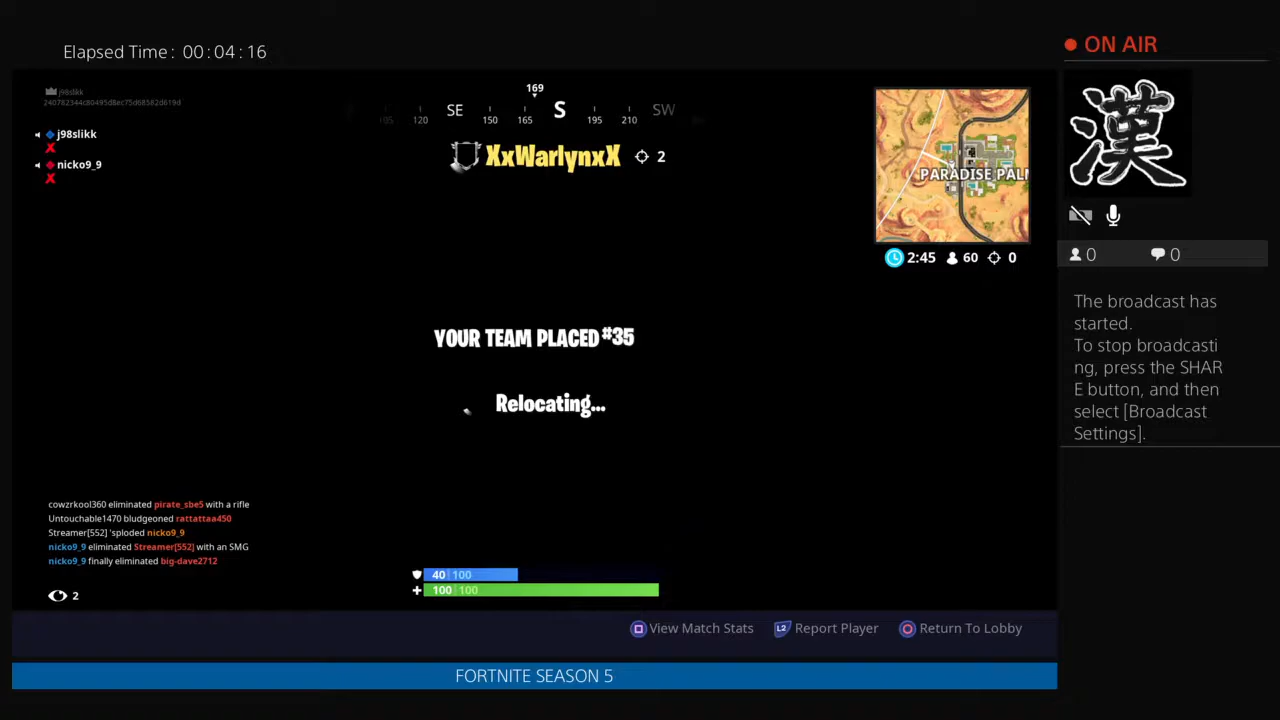 Elapsed Time: 00:04:16
ON AIR
j98slikk
j98slikk
nicko9_9
169
105 120 SE 150 165 S 195 210 SW
XxWarlynxX 2
漢
PARADISE PALM
2:45 60 0
0 0
The broadcast has
started.
To stop broadcasti
ng, press the SHAR
E button, and then
select [Broadcast
Settings].
YOUR TEAM PLACED #35
Relocating...
cowzrkool360 eliminated pirate_sbe5 with a rifle
Untouchable1470 bludgeoned rattattaa450
Streamer[552] 'sploded nicko9_9
nicko9_9 eliminated Streamer[552] with an SMG
nicko9_9 finally eliminated big-dave2712
40 | 100
100 | 100
2
View Match Stats L2 Report Player Return To Lobby
FORTNITE SEASON 5